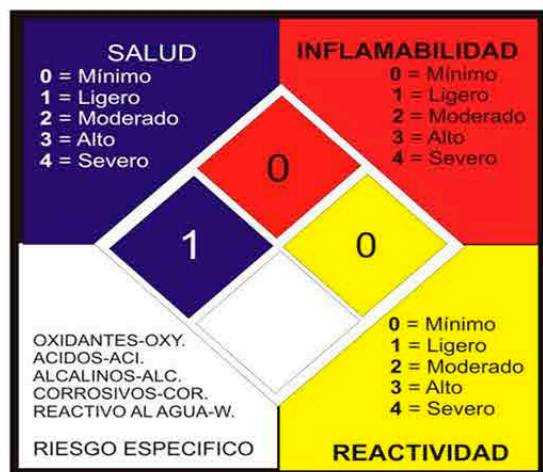 SALUD
0 = Mínimo
1 = Ligero
2 = Moderado
3 = Alto
4 = Severo
INFLAMABILIDAD
0 = Mínimo
1 = Ligero
2 = Moderado
3 = Alto
4 = Severo
0
1
0
OXIDANTES-OXY.
ACIDOS-ACI.
ALCALINOS-ALC.
CORROSIVOS-COR.
REACTIVO AL AGUA-W.
RIESGO ESPECIFICO
0 = Mínimo
1 = Ligero
2 = Moderado
3 = Alto
4 = Severo
REACTIVIDAD